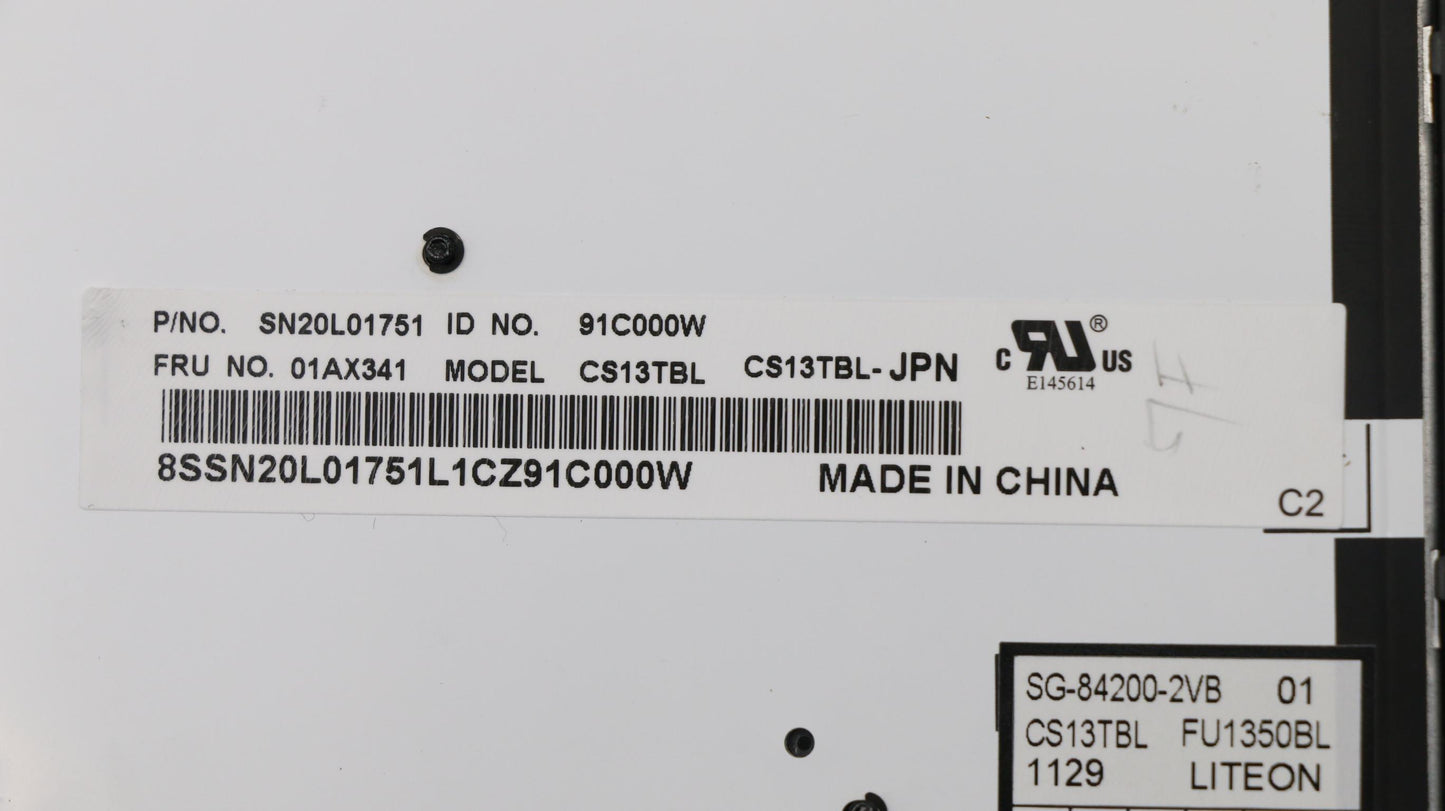 P/NO. SN20L01751 ID NO. 91C000W
FRU NO. 01AX341 MODEL CS13TBL CS13TBL-JPN
C RU ® US
E145614
8SSN20L01751L1CZ91C000W MADE IN CHINA
C2
SG-84200-2VB 01
CS13TBL FU1350BL
1129 LITEON